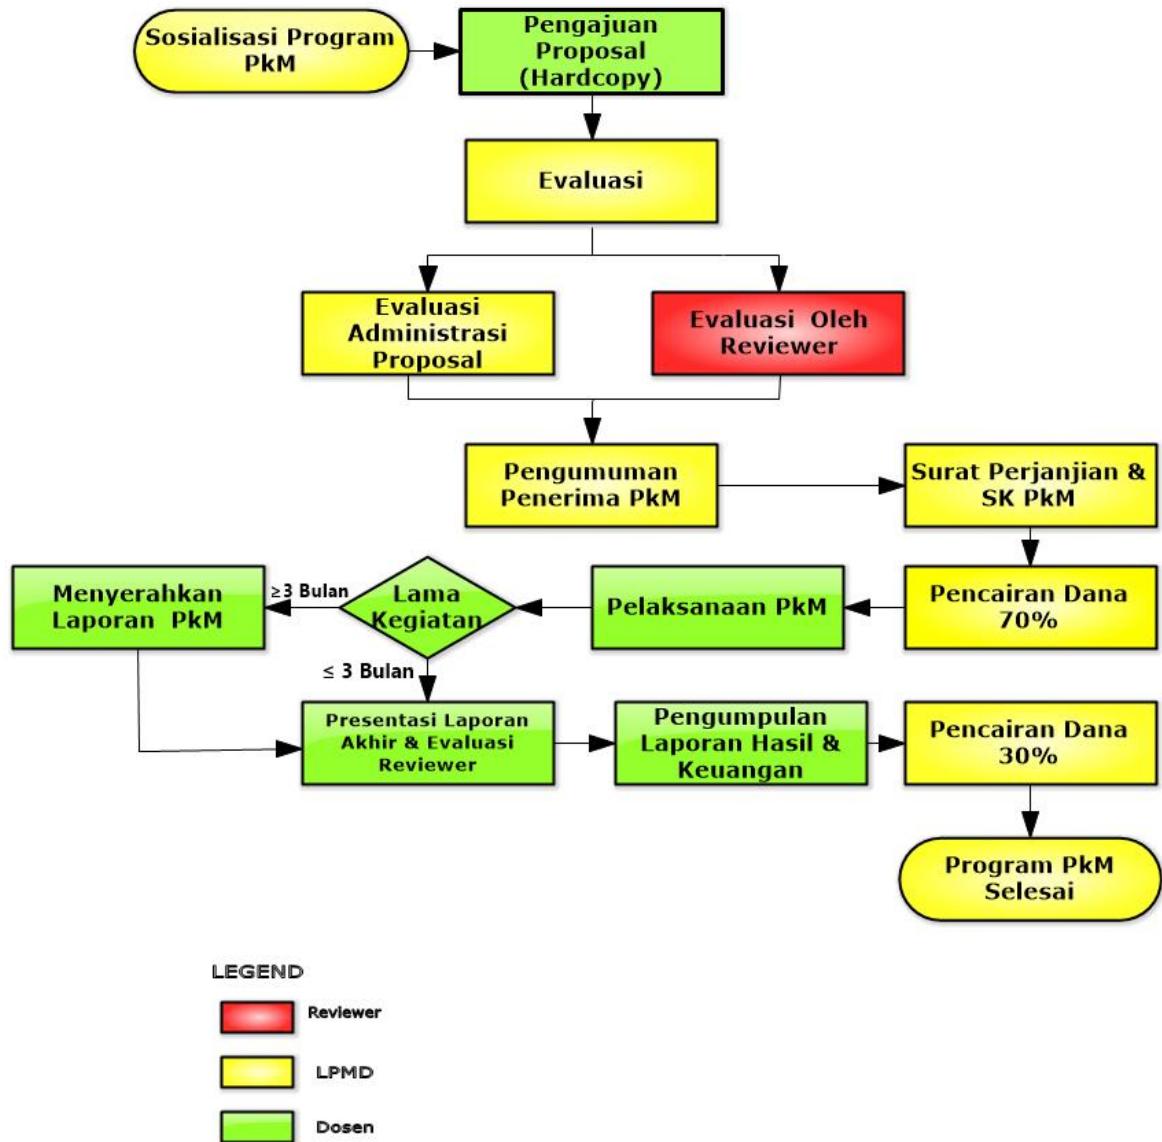 Sosialisasi Program
PkM
Pengajuan
Proposal
(Hardcopy)
Evaluasi
Evaluasi
Administrasi
Proposal
Evaluasi Oleh
Reviewer
Pengumuman
Penerima PkM
Surat Perjanjian &
SK PkM
Pencairan Dana
70%
Pelaksanaan PkM
Lama
Kegiatan
≥3 Bulan
Menyerahkan
Laporan PkM
≤ 3 Bulan
Presentasi Laporan
Akhir & Evaluasi
Reviewer
Pengumpulan
Laporan Hasil &
Keuangan
Pencairan Dana
30%
Program PkM
Selesai
LEGEND
Reviewer
LPMD
Dosen